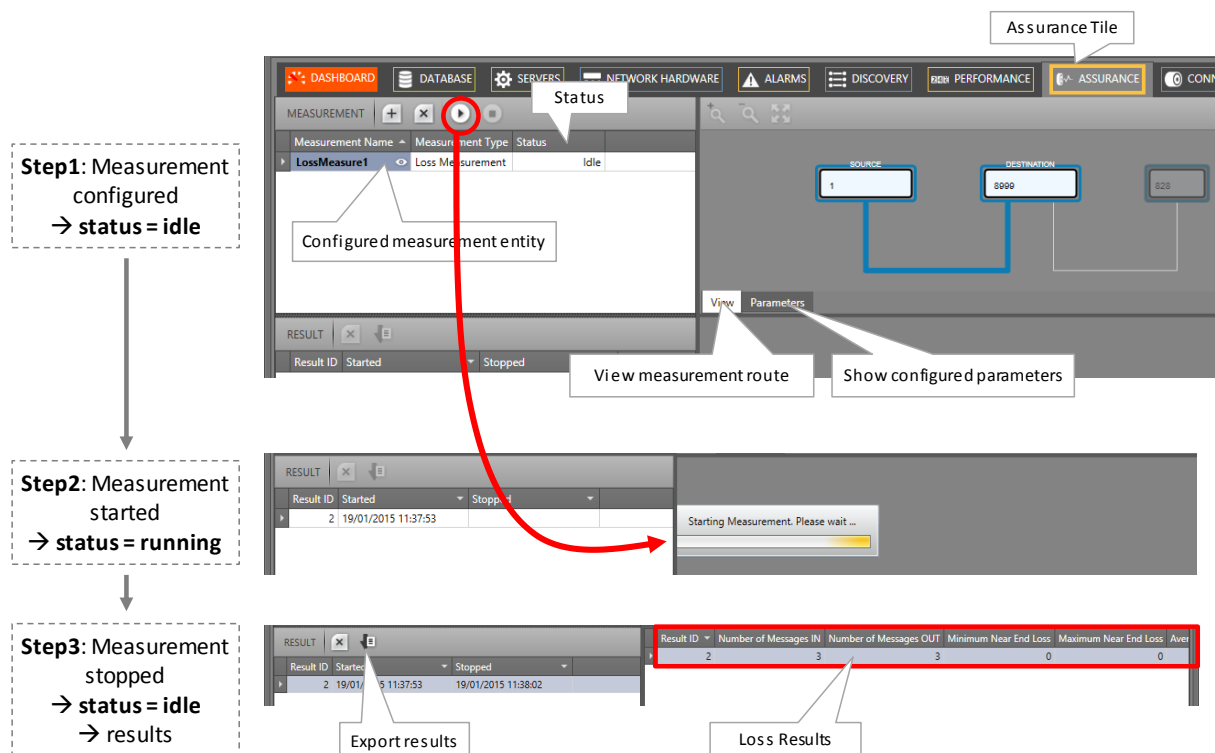 Assurance Tile
DASHBOARD DATABASE SERVERS NETWORK HARDWARE ALARMS DISCOVERY PERFORMANCE ASSURANCE CONN
MEASUREMENT
Status
Measurement Name Measurement Type Status
LossMeasure1 Loss Measurement Idle
SOURCE
1
DESTINATION
8999
828
Step1: Measurement
configured
→ status = idle
Configured measurement entity
View Parameters
RESULT
Result ID Started Stopped
View measurement route
Show configured parameters
Step2: Measurement
started
→ status = running
RESULT
Result ID Started Stopped
2 19/01/2015 11:37:53
Starting Measurement. Please wait ...
Step3: Measurement
stopped
→ status = idle
→ results
RESULT
Result ID Started Stopped
2 19/01/2015 11:37:53 19/01/2015 11:38:02
Result ID Number of Messages IN Number of Messages OUT Minimum Near End Loss Maximum Near End Loss Aver
2 3 3 0 0
Export results
Loss Results